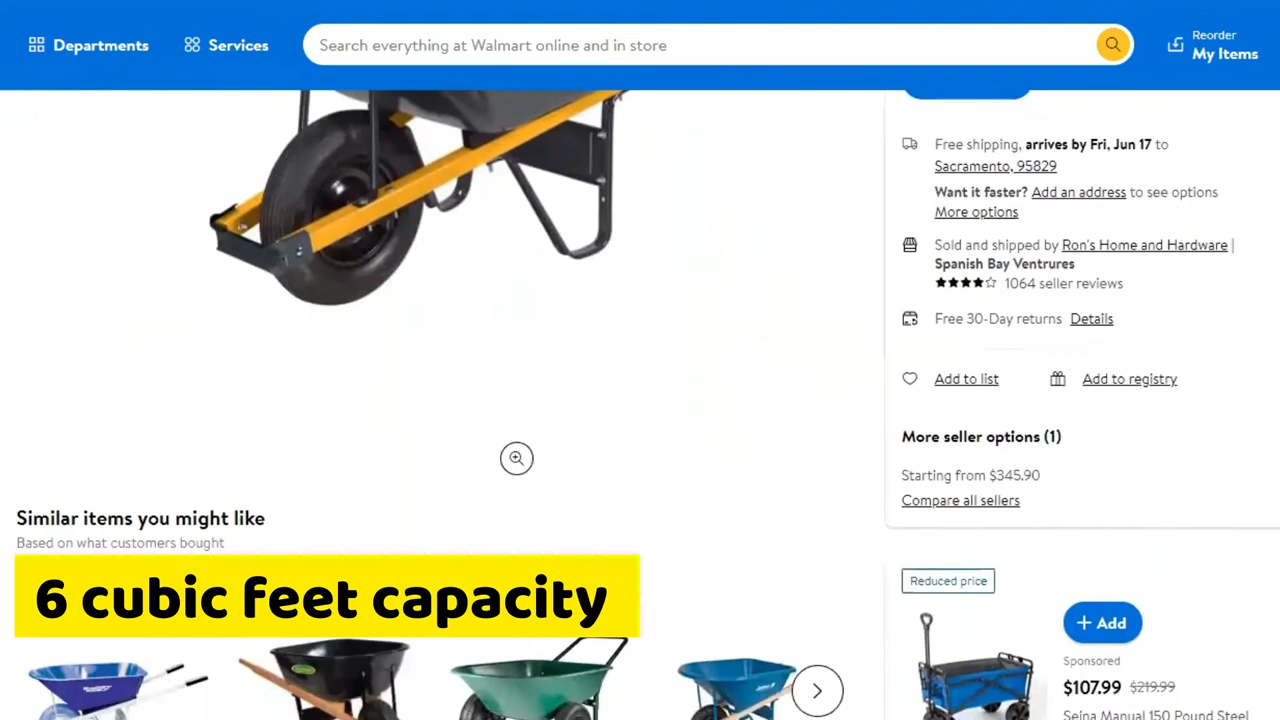 Departments
Services
Search everything at Walmart online and in store
Reorder
My Items
Free shipping, arrives by Fri, Jun 17 to
Sacramento, 95829
Want it faster? Add an address to see options
More options
Sold and shipped by Ron's Home and Hardware |
Spanish Bay Ventrures
1064 seller reviews
Free 30-Day returns Details
Add to list
Add to registry
More seller options (1)
Starting from $345.90
Compare all sellers
Similar items you might like
Based on what customers bought
6 cubic feet capacity
Reduced price
+ Add
Sponsored
$107.99 $219.99
Seina Manual 150 Pound Steel